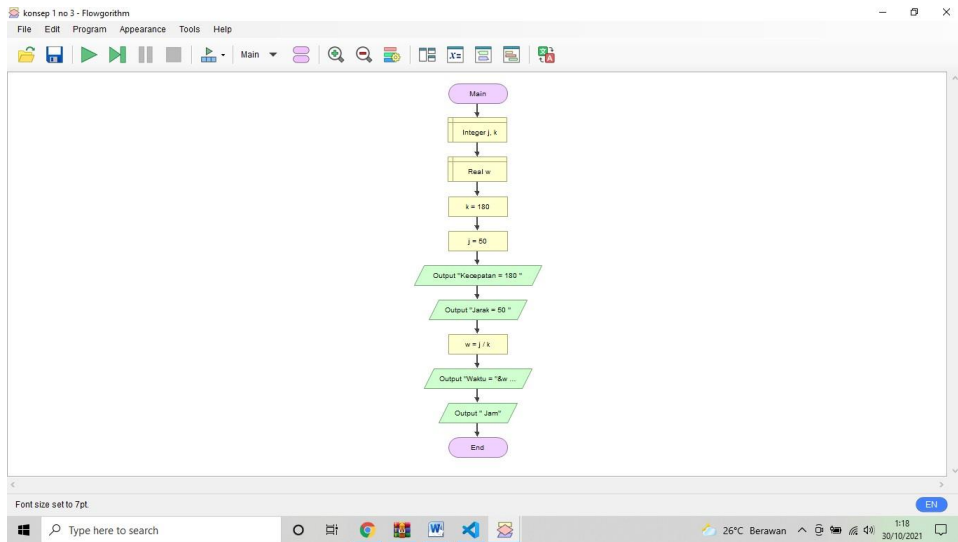 konsep 1 no 3 - Flowgorithm
File Edit Program Appearance Tools Help
Main
x=
Main
Integer j, k
Real w
k = 180
j = 50
Output "Kecepatan = 180 "
Output "Jarak = 50 "
w = j / k
Output "Waktu = "&w ...
Output " Jam"
End
Font size set to 7pt.
EN
Type here to search
26°C Berawan
1:18
30/10/2021